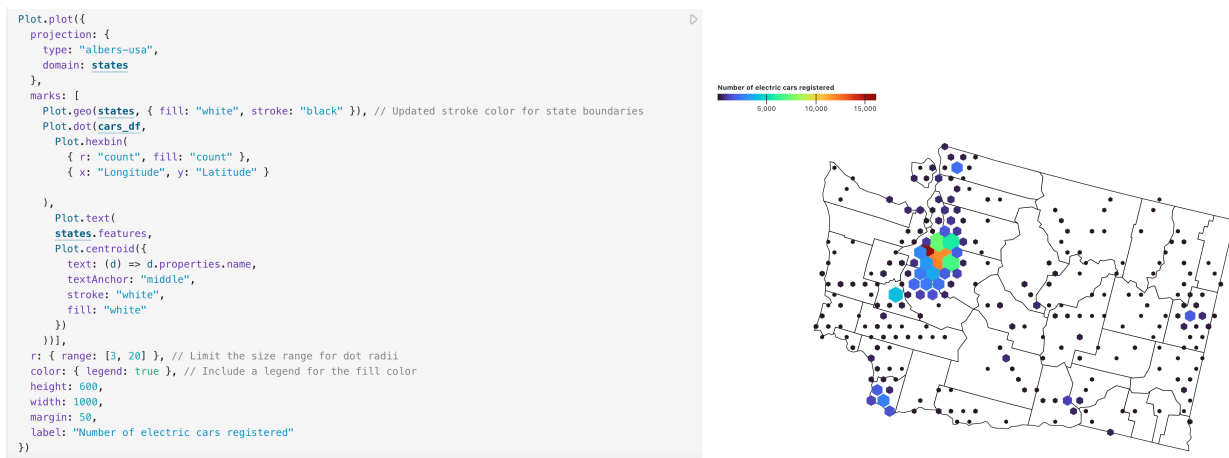 Plot.plot({
  projection: {
    type: "albers-usa",
    domain: states
  },
  marks: [
    Plot.geo(states, { fill: "white", stroke: "black" }), // Updated stroke color for state boundaries
    Plot.dot(cars_df,
      Plot.hexbin(
        { r: "count", fill: "count" },
        { x: "Longitude", y: "Latitude" }

    ),
      Plot.text(
      states.features,
      Plot.centroid({
        text: (d) => d.properties.name,
        textAnchor: "middle",
        stroke: "white",
        fill: "white"
      })
    ))],
  r: { range: [3, 20] }, // Limit the size range for dot radii
  color: { legend: true }, // Include a legend for the fill color
  height: 600,
  width: 1000,
  margin: 50,
  label: "Number of electric cars registered"
})
Number of electric cars registered
5,000 10,000 15,000